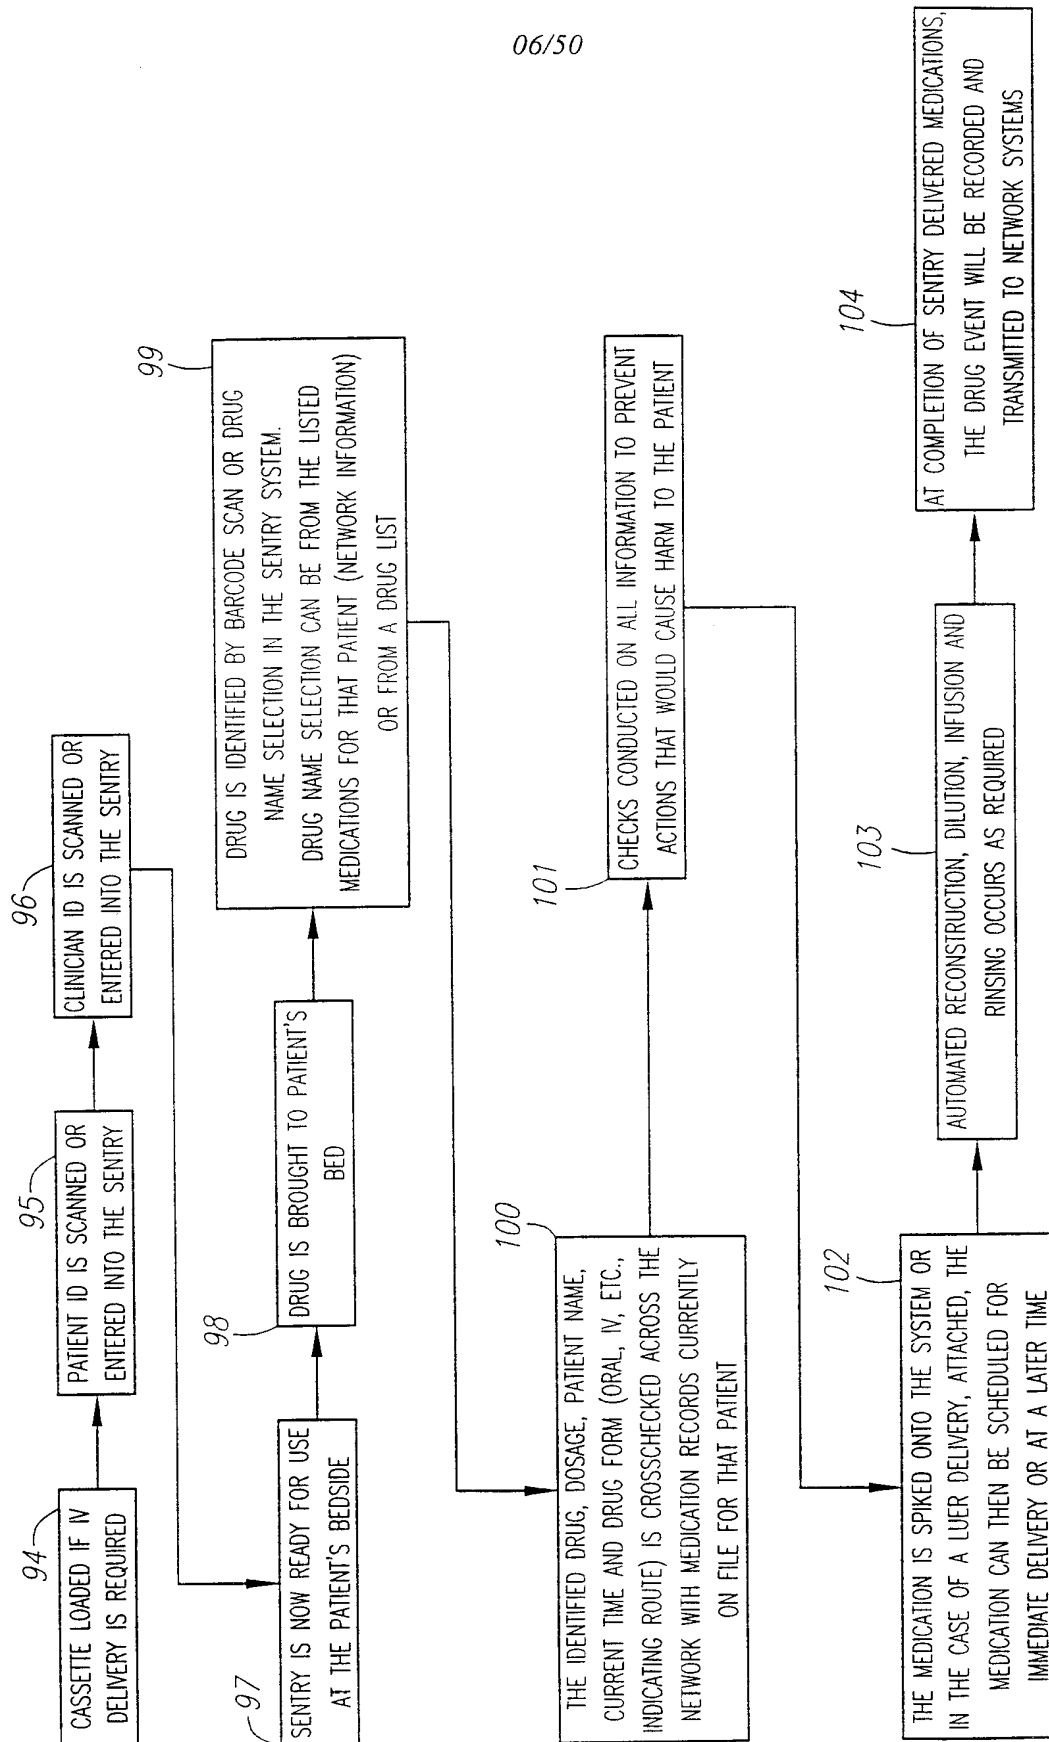 06/50
94
CASSETTE LOADED IF IV
DELIVERY IS REQUIRED
95
PATIENT ID IS SCANNED OR
ENTERED INTO THE SENTRY
96
CLINICIAN ID IS SCANNED OR
ENTERED INTO THE SENTRY
97
SENTRY IS NOW READY FOR USE
AT THE PATIENT'S BEDSIDE
98
DRUG IS BROUGHT TO PATIENT'S
BED
99
DRUG IS IDENTIFIED BY BARCODE SCAN OR DRUG
NAME SELECTION IN THE SENTRY SYSTEM.
DRUG NAME SELECTION CAN BE FROM THE LISTED
MEDICATIONS FOR THAT PATIENT (NETWORK INFORMATION)
OR FROM A DRUG LIST
100
THE IDENTIFIED DRUG, DOSAGE, PATIENT NAME,
CURRENT TIME AND DRUG FORM (ORAL, IV, ETC.,
INDICATING ROUTE) IS CROSSCHECKED ACROSS THE
NETWORK WITH MEDICATION RECORDS CURRENTLY
ON FILE FOR THAT PATIENT
101
CHECKS CONDUCTED ON ALL INFORMATION TO PREVENT
ACTIONS THAT WOULD CAUSE HARM TO THE PATIENT
102
THE MEDICATION IS SPIKED ONTO THE SYSTEM OR
IN THE CASE OF A LUER DELIVERY, ATTACHED, THE
MEDICATION CAN THEN BE SCHEDULED FOR
IMMEDIATE DELIVERY OR AT A LATER TIME
103
AUTOMATED RECONSTRUCTION, DILUTION, INFUSION AND
RINSING OCCURS AS REQUIRED
104
AT COMPLETION OF SENTRY DELIVERED MEDICATIONS,
THE DRUG EVENT WILL BE RECORDED AND
TRANSMITTED TO NETWORK SYSTEMS